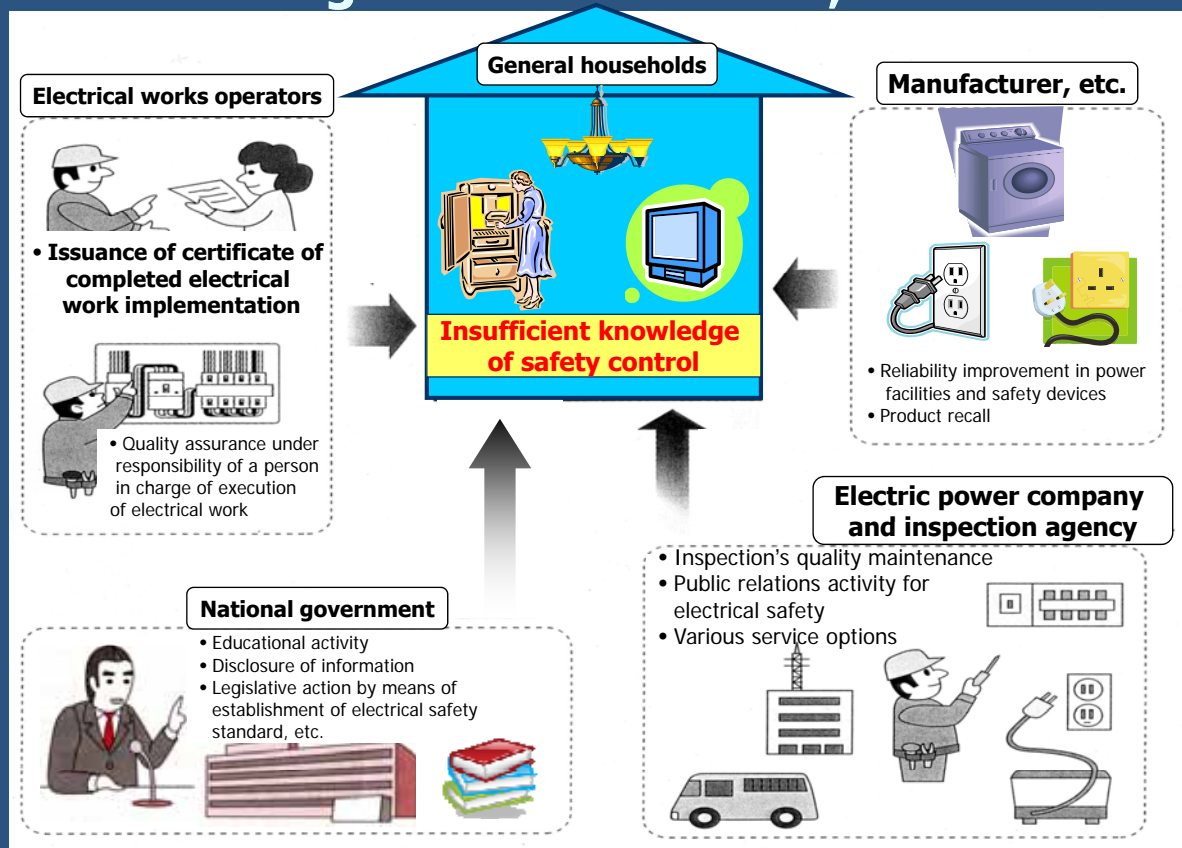 General households
Electrical works operators
• Issuance of certificate of
completed electrical
work implementation
• Quality assurance under
responsibility of a person
in charge of execution
of electrical work
Insufficient knowledge
of safety control
Manufacturer, etc.
• Reliability improvement in power
facilities and safety devices
• Product recall
National government
• Educational activity
• Disclosure of information
• Legislative action by means of
establishment of electrical safety
standard, etc.
Electric power company
and inspection agency
• Inspection's quality maintenance
• Public relations activity for
electrical safety
• Various service options